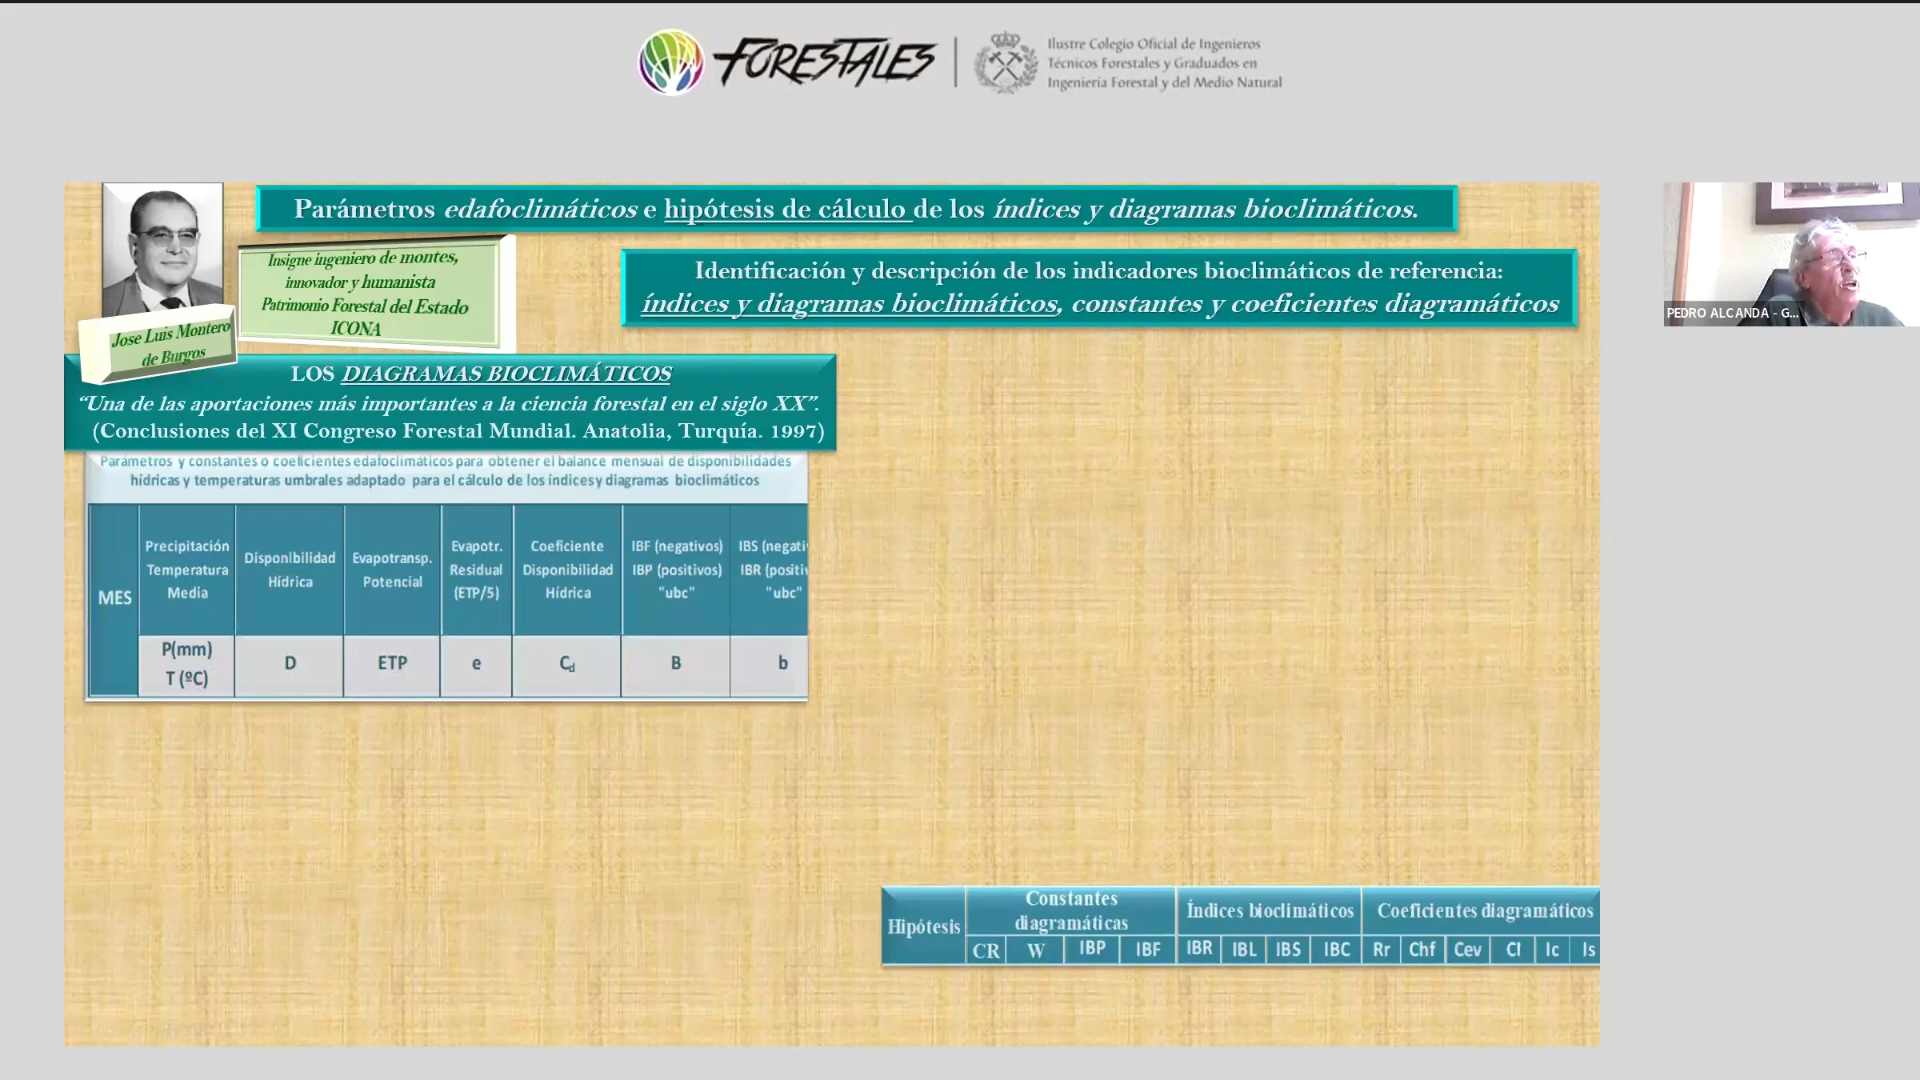 FORESTALES
Ilustre Colegio Oficial de Ingenieros
Técnicos Forestales y Graduados en
Ingeniería Forestal y del Medio Natural
Parámetros edafoclimáticos e hipótesis de cálculo de los índices y diagramas bioclimáticos.
Insigne ingeniero de montes,
innovador y humanista
Patrimonio Forestal del Estado
ICONA
Jose Luis Montero
de Burgos
Identificación y descripción de los indicadores bioclimáticos de referencia:
índices y diagramas bioclimáticos, constantes y coeficientes diagramáticos
PEDRO ALCANDA - G...
LOS DIAGRAMAS BIOCLIMÁTICOS
“Una de las aportaciones más importantes a la ciencia forestal en el siglo XX”.
(Conclusiones del XI Congreso Forestal Mundial. Anatolia, Turquía. 1997)
Parámetros y constantes o coeficientes edafoclimáticos para obtener el balance mensual de disponibilidades
hídricas y temperaturas umbrales adaptado para el cálculo de los índices y diagramas bioclimáticos
MES
Precipitación
Temperatura
Media
Disponibilidad
Hídrica
Evapotransp.
Potencial
Evapotr.
Residual
(ETP/5)
Coeficiente
Disponibilidad
Hídrica
IBF (negativos)
IBP (positivos)
"ubc"
IBS (negati
IBR (positiv
"ubc"
P(mm)
T (ºC)
D
ETP
e
Cd
B
b
Hipótesis
Constantes
diagramáticas
Índices bioclimáticos
Coeficientes diagramáticos
CR W IBP IBF IBR IBL IBS IBC Rr Chf Cev CI Ic Is